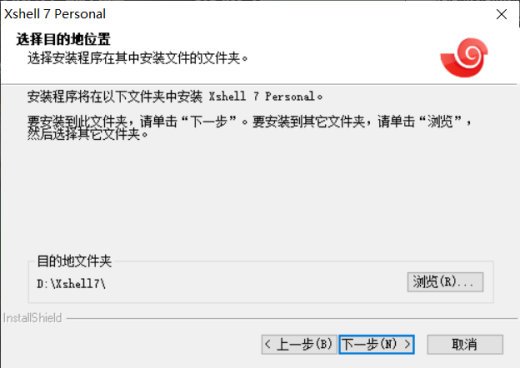 Xshell 7 Personal
选择目的地位置
选择安装程序在其中安装文件的文件夹。
安装程序将在以下文件夹中安装 Xshell 7 Personal。
要安装到此文件夹，请单击“下一步”。要安装到其它文件夹，请单击“浏览”，
然后选择其它文件夹。
目的地文件夹
D:\Xshell7\
浏览(R)...
InstallShield
< 上一步(B)
下一步(N) >
取消